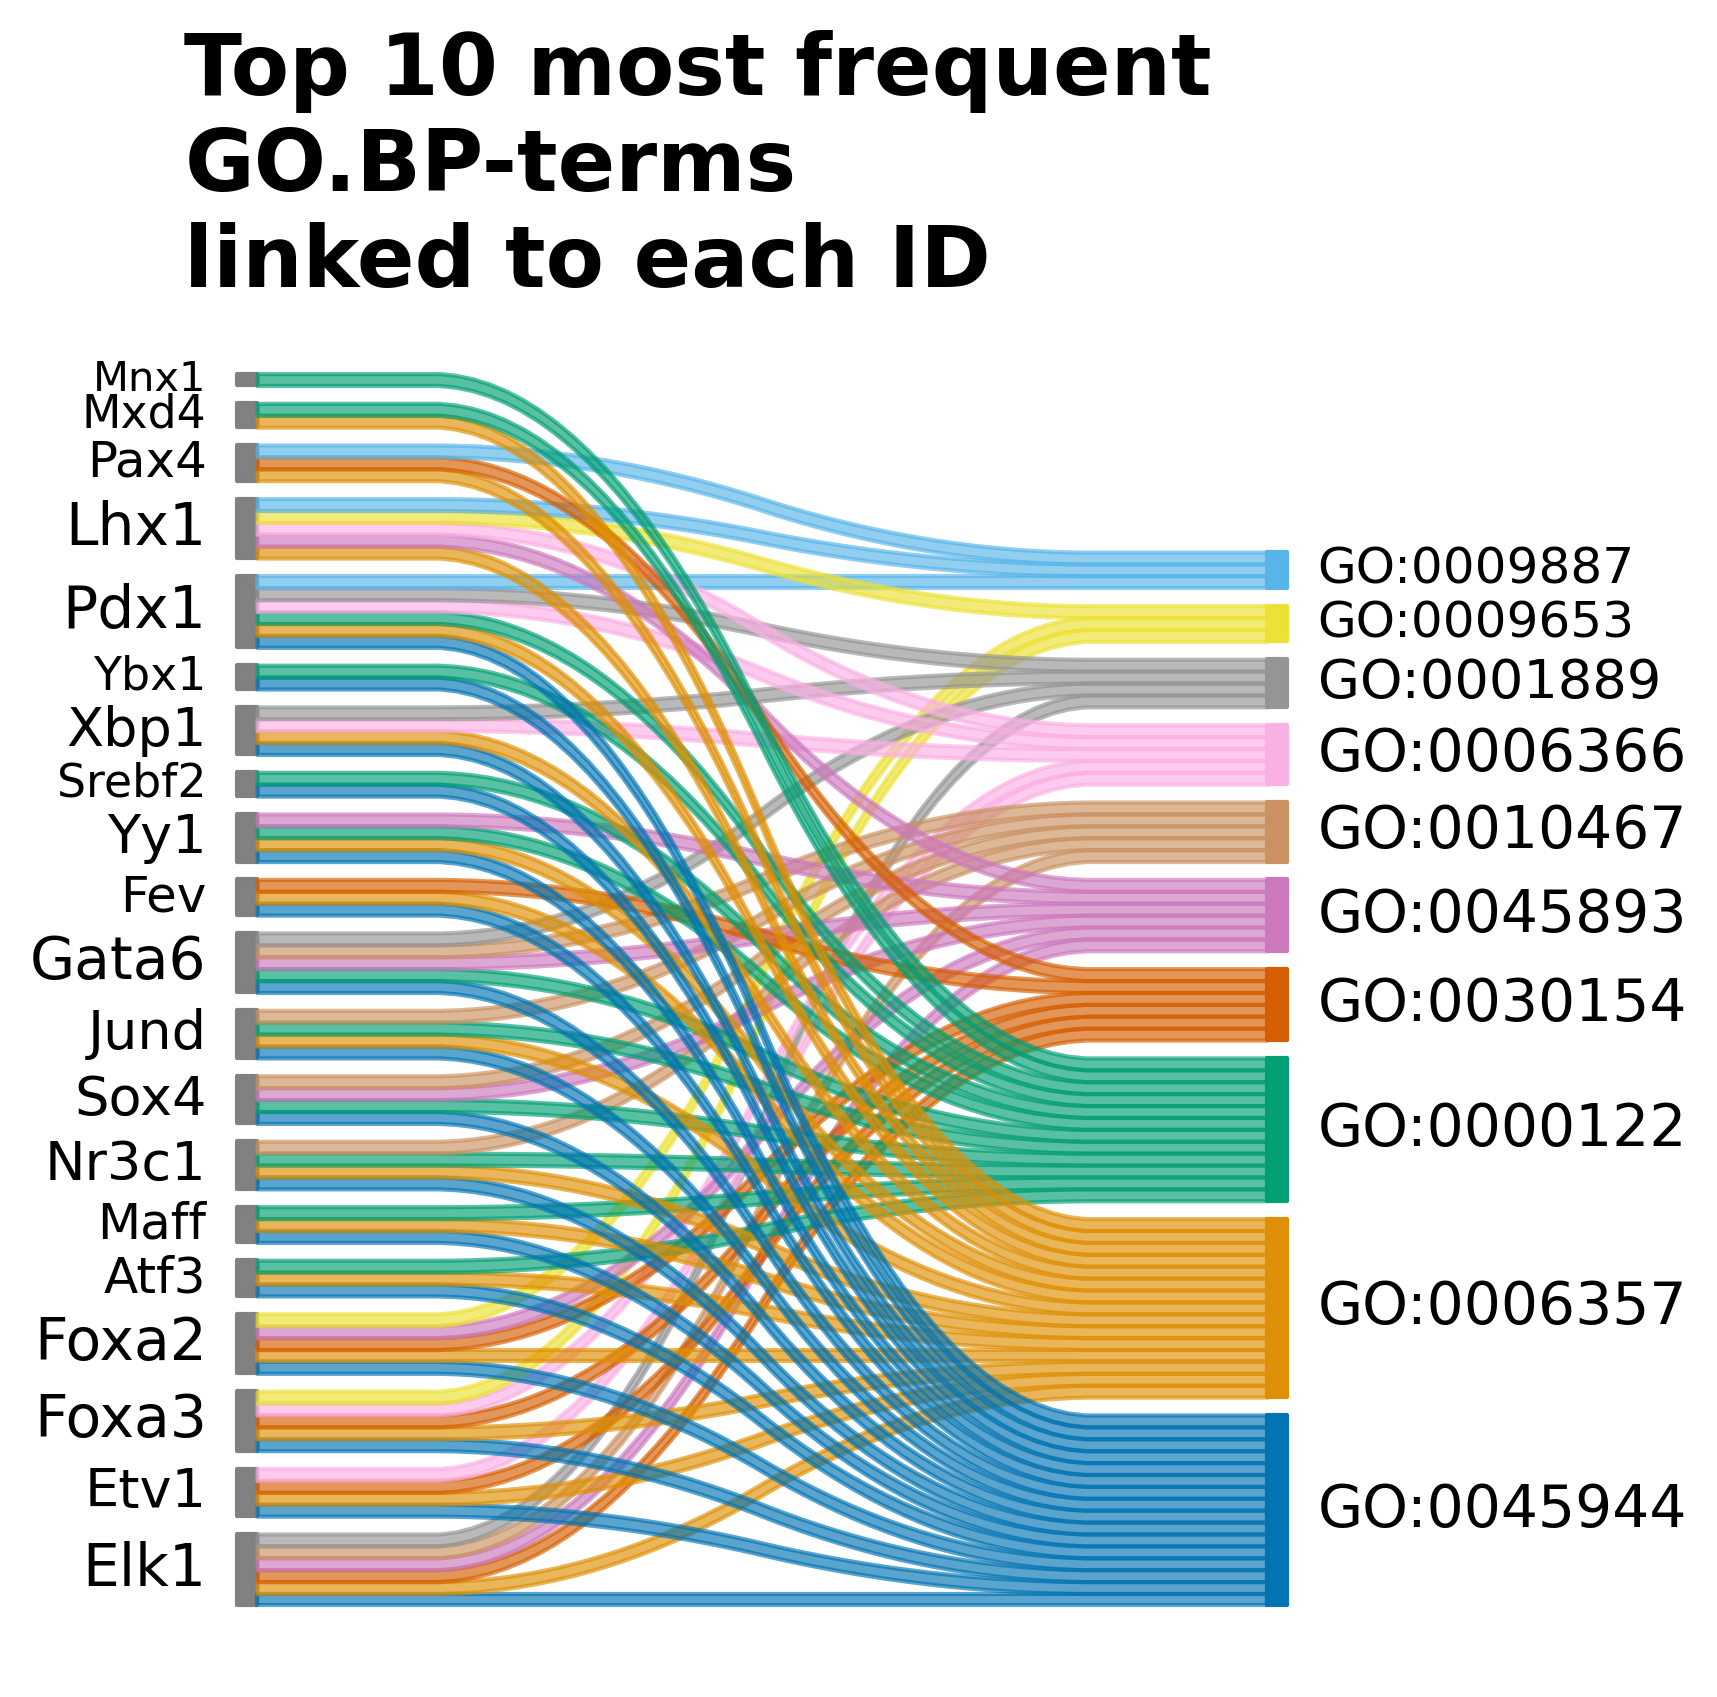 Top 10 most frequent
GO.BP-terms
linked to each ID
Mnx1
Mxd4
Pax4
Lhx1
Pdx1
Ybx1
Xbp1
Srebf2
Yy1
Fev
Gata6
Jund
Sox4
Nr3c1
Maff
Atf3
Foxa2
Foxa3
Etv1
Elk1
GO:0009887
GO:0009653
GO:0001889
GO:0006366
GO:0010467
GO:0045893
GO:0030154
GO:0000122
GO:0006357
GO:0045944